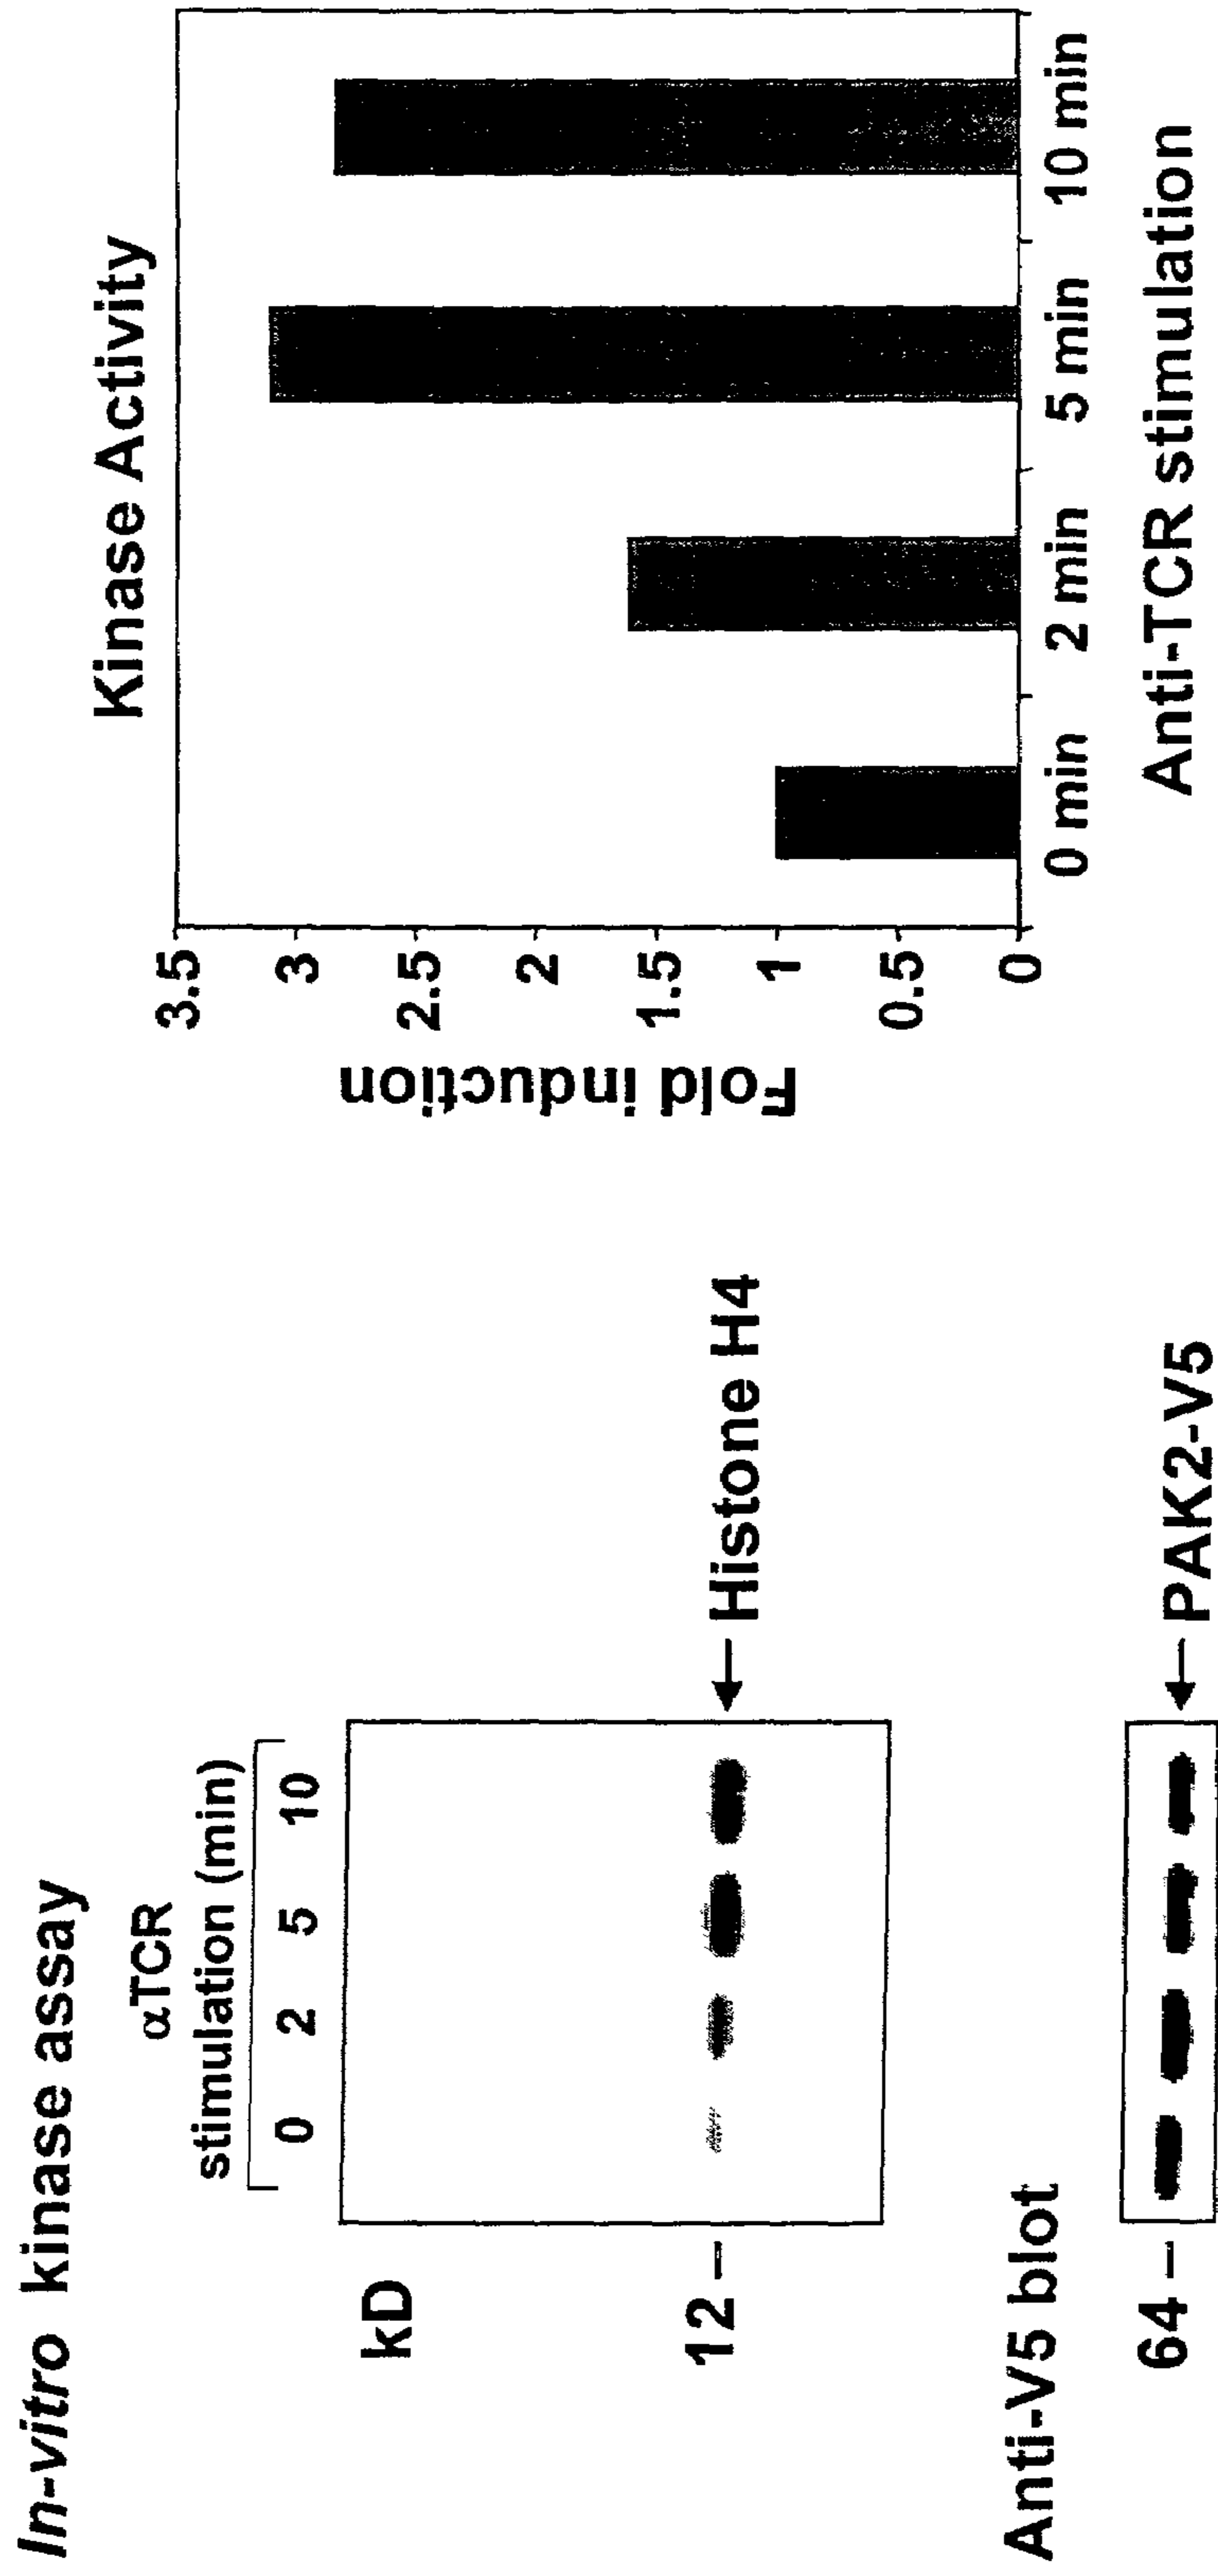 In-vitro kinase assay
αTCR
stimulation (min)
0 2 5 10
kD
12 –
← Histone H4
Anti-V5 blot
64 –
← PAK2-V5
Kinase Activity
Fold induction
3.5
3
2.5
2
1.5
1
0.5
0
0 min 2 min 5 min 10 min
Anti-TCR stimulation